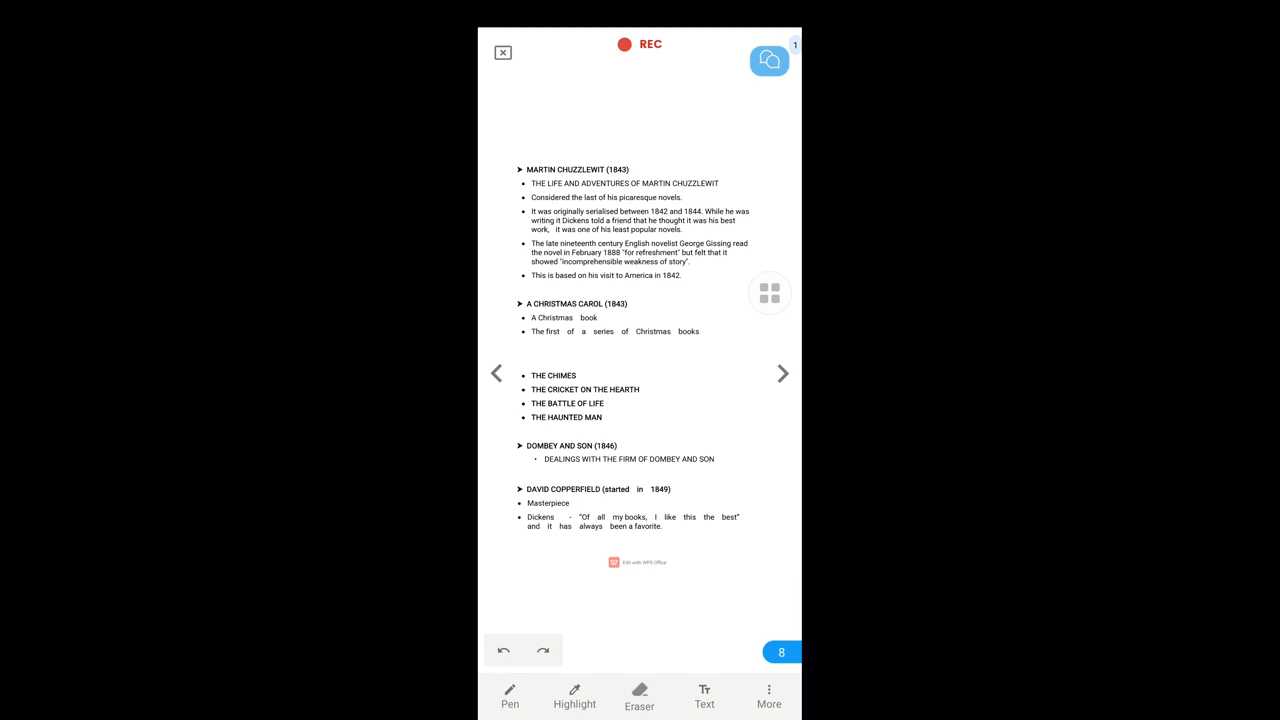 REC
1
➤ MARTIN CHUZZLEWIT (1843)
• THE LIFE AND ADVENTURES OF MARTIN CHUZZLEWIT
• Considered the last of his picaresque novels.
• It was originally serialised between 1842 and 1844. While he was
writing it Dickens told a friend that he thought it was his best
work, it was one of his least popular novels.
• The late nineteenth century English novelist George Gissing read
the novel in February 1888 "for refreshment" but felt that it
showed "incomprehensible weakness of story".
• This is based on his visit to America in 1842.
➤ A CHRISTMAS CAROL (1843)
• A Christmas book
• The first of a series of Christmas books
• THE CHIMES
• THE CRICKET ON THE HEARTH
• THE BATTLE OF LIFE
• THE HAUNTED MAN
➤ DOMBEY AND SON (1846)
• DEALINGS WITH THE FIRM OF DOMBEY AND SON
➤ DAVID COPPERFIELD (started in 1849)
• Masterpiece
• Dickens - "Of all my books, I like this the best"
and it has always been a favorite.
Edit with WPS Office
8
Pen Highlight Eraser Text More